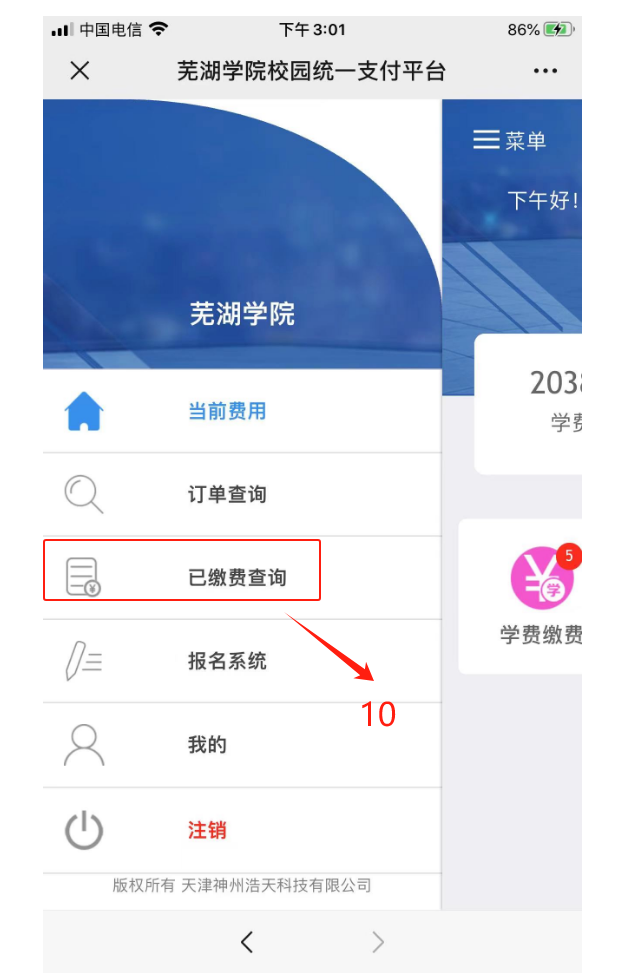 中国电信 下午3:01 86%
芜湖学院校园统一支付平台
菜单
下午好!
芜湖学院
2038
学费
当前费用
订单查询
已缴费查询
5
学
学费缴费
报名系统
10
我的
注销
版权所有 天津神州浩天科技有限公司